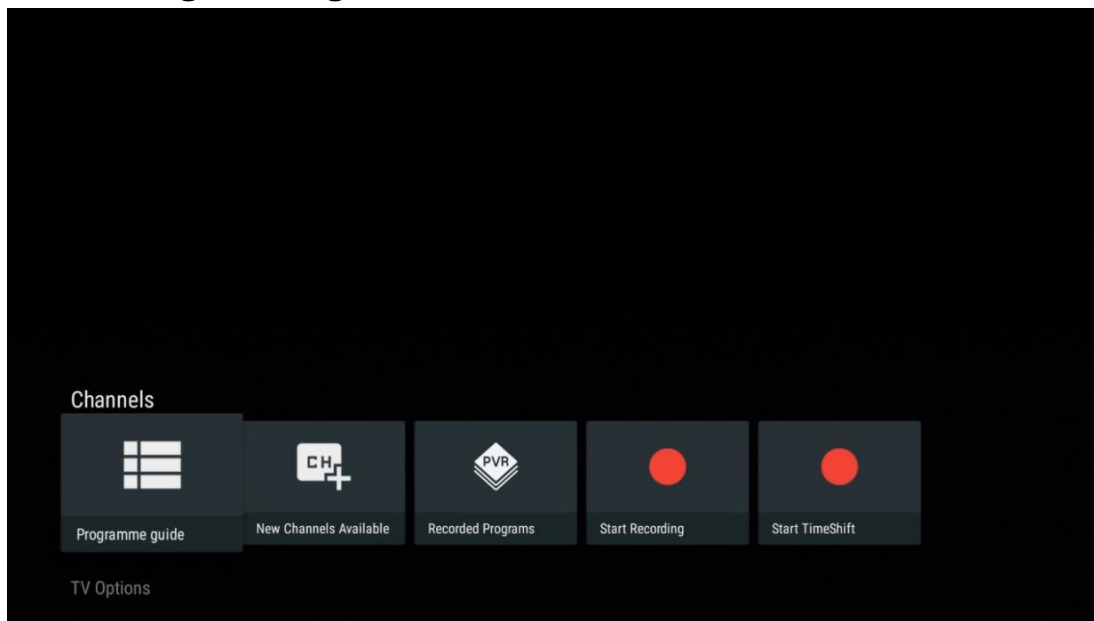 Channels
CH+
PVR
Programme guide
New Channels Available
Recorded Programs
Start Recording
Start TimeShift
TV Options